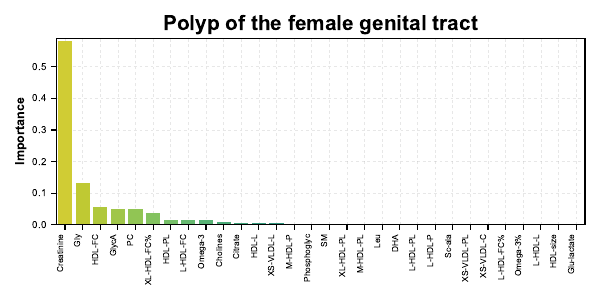 Polyp of the female genital tract
Importance
0.5
0.4
0.3
0.2
0.1
0.0
Creatinine
Gly
HDL-FC
GlycA
PC
XL-HDL-FC%
HDL-PL
L-HDL-FC
Omega-3
Cholines
Citrate
HDL-L
XS-VLDL-L
M-HDL-P
Phosphoglyc
SM
XL-HDL-PL
M-HDL-PL
Leu
DHA
L-HDL-PL
L-HDL-P
Sc-ala
XS-VLDL-PL
XS-VLDL-C
L-HDL-FC%
Omega-3%
L-HDL-L
HDL-size
Glu-lactate